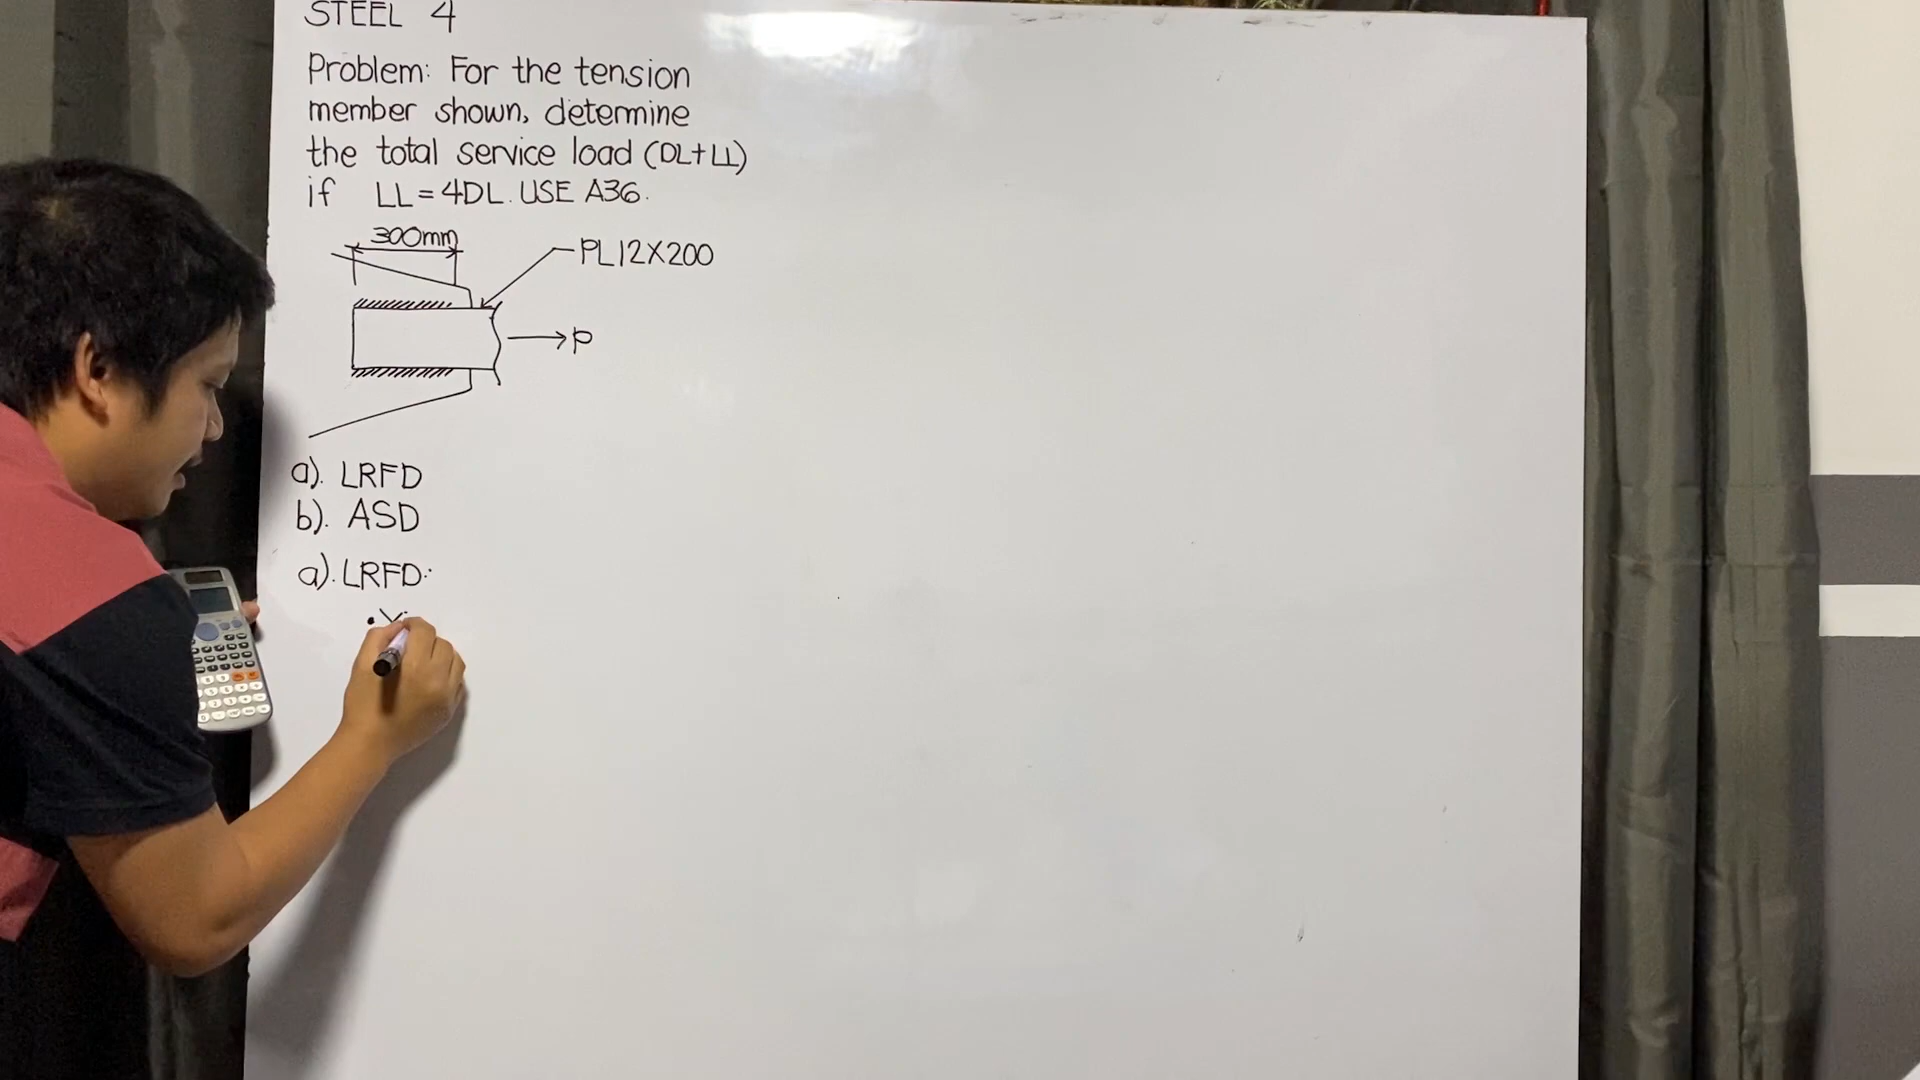 STEEL 4
Problem: For the tension
member shown, determine
the total service load (DL+LL)
if LL=4DL. USE A36.
300mm
PL12X200
P
a). LRFD
b). ASD
a). LRFD: